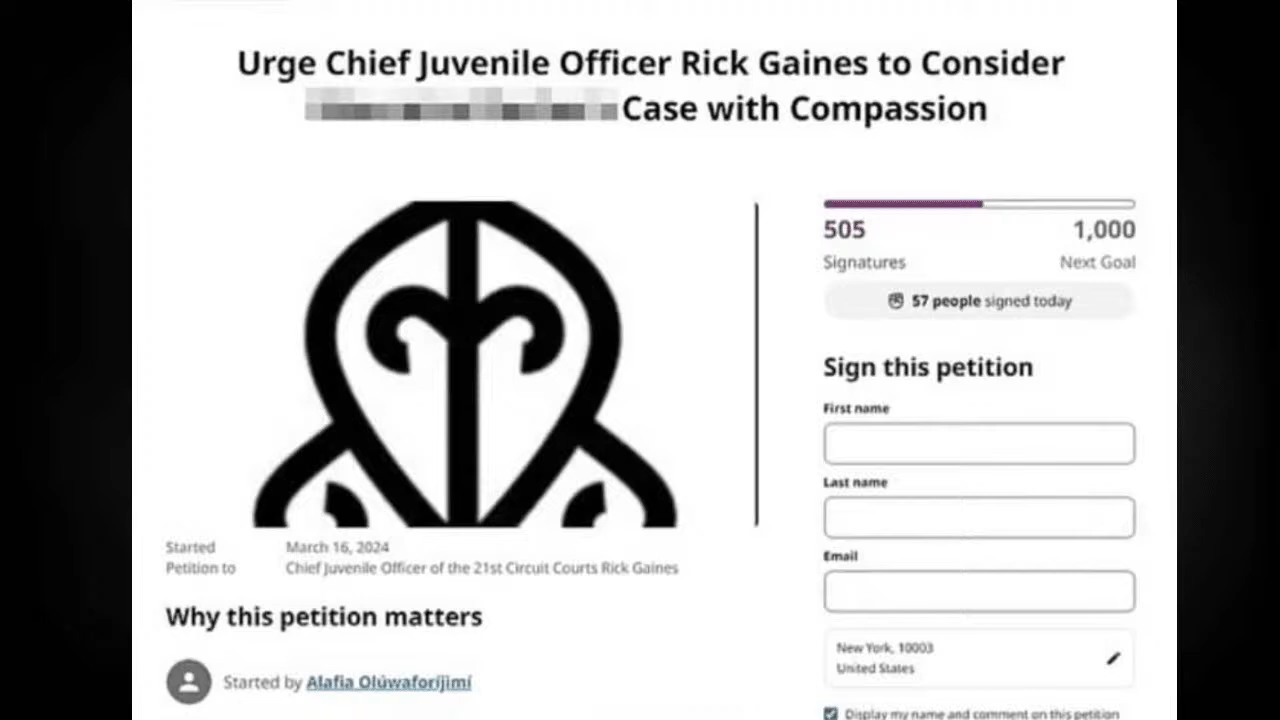 Urge Chief Juvenile Officer Rick Gaines to Consider
Case with Compassion
505
1,000
Signatures
Next Goal
57 people signed today
Sign this petition
First name
Last name
Email
New York, 10003
United States
Display my name and comment on this petition
Started March 16, 2024
Petition to Chief Juvenile Officer of the 21st Circuit Courts Rick Gaines
Why this petition matters
Started by Alafia Olúwaforíjimí